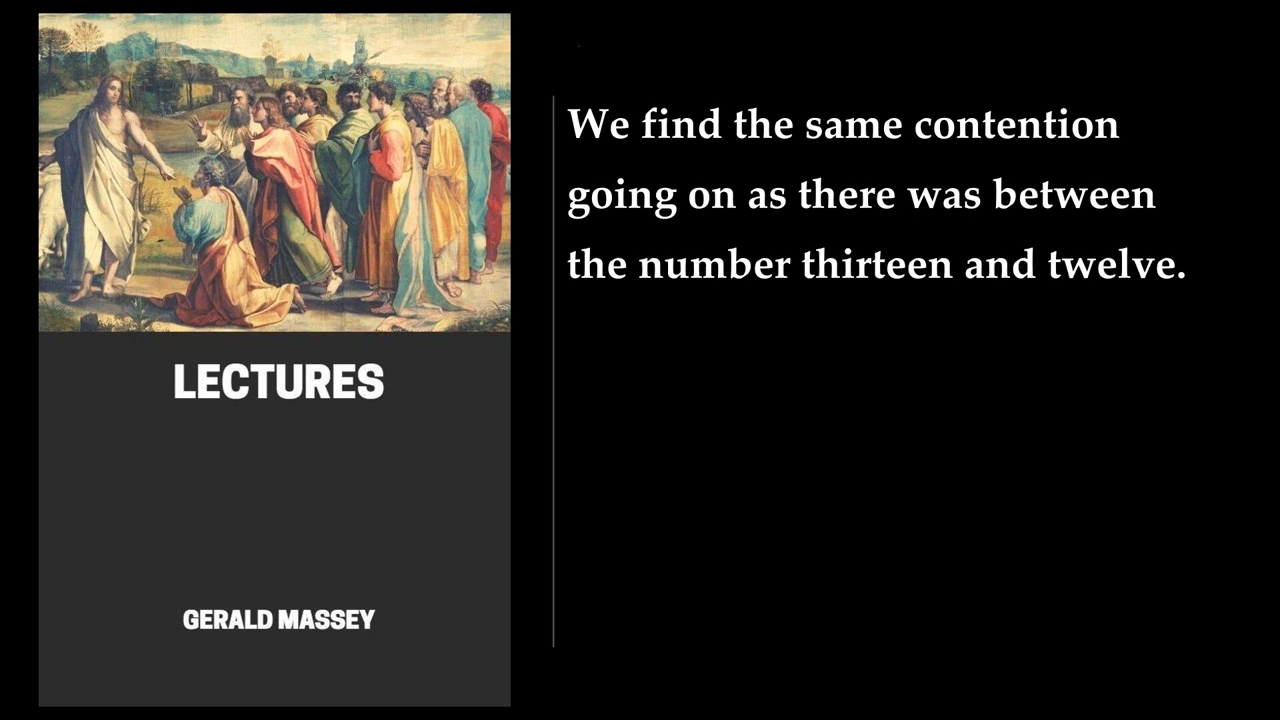 LECTURES
GERALD MASSEY
We find the same contention
going on as there was between
the number thirteen and twelve.